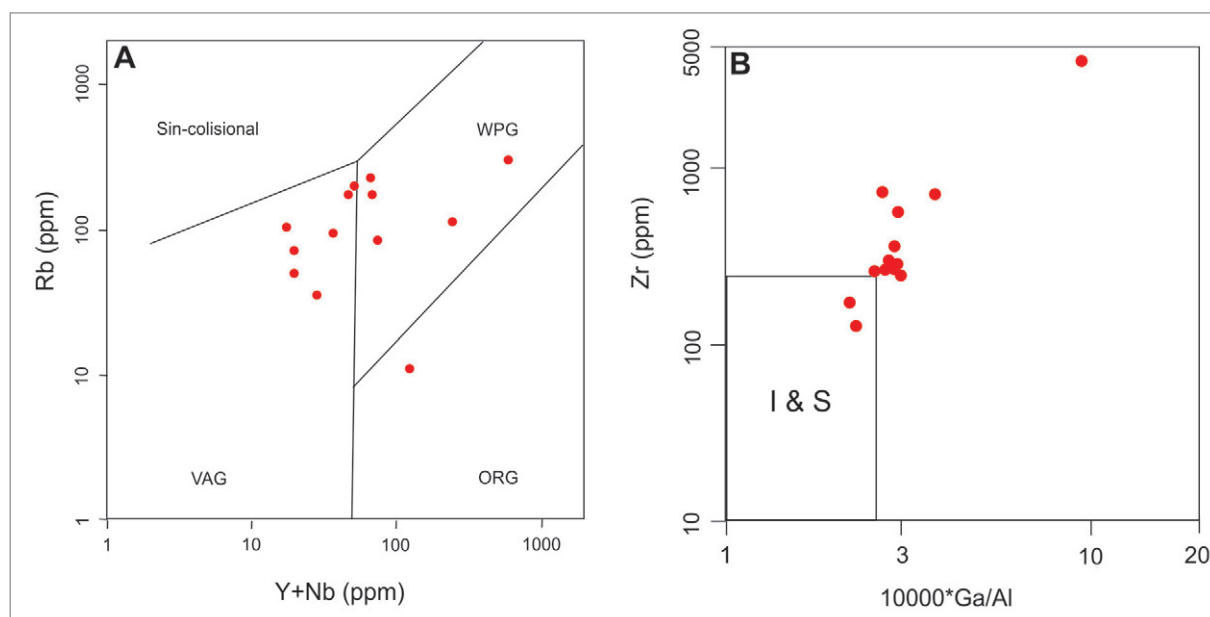 A
1000
100
10
1
Rb (ppm)
Sin-colisional
WPG
VAG
ORG
1 10 100 1000
Y+Nb (ppm)
B
5000
1000
100
10
Zr (ppm)
I & S
1 3 10 20
10000*Ga/Al